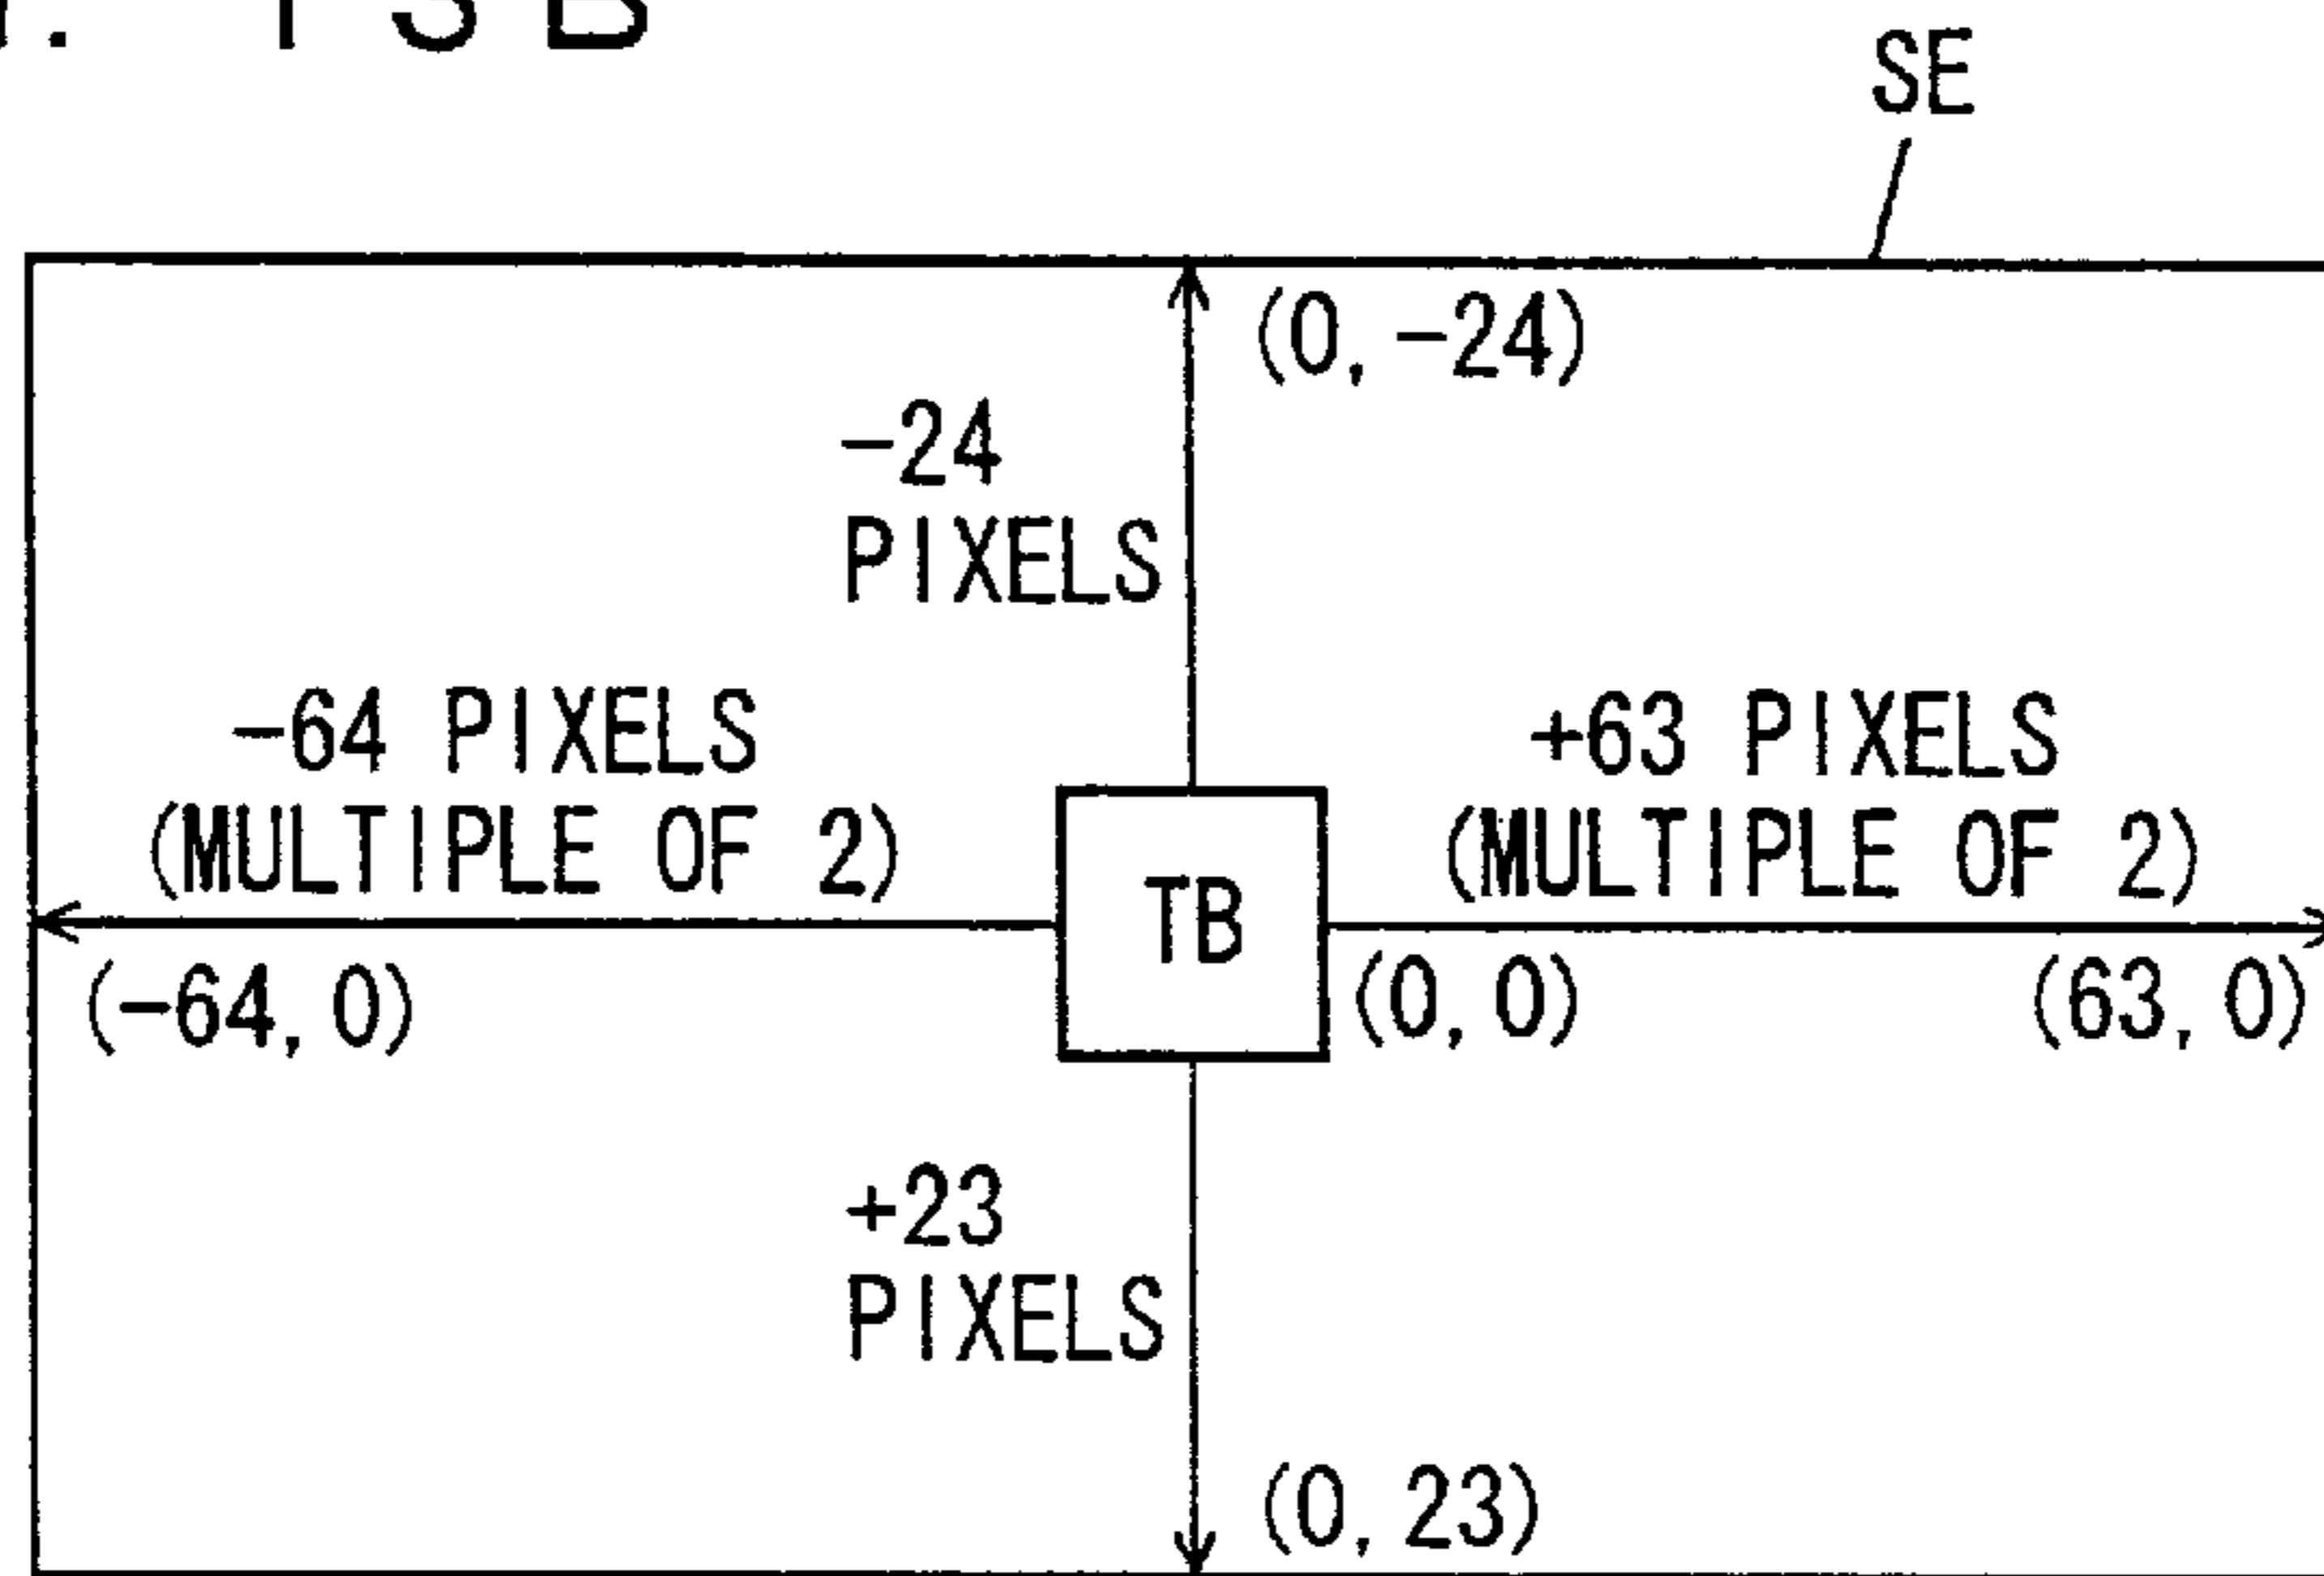 13B
SE
(0,-24)
-24
PIXELS
-64 PIXELS
(MULTIPLE OF 2)
+63 PIXELS
(MULTIPLE OF 2)
TB
(-64,0)
(0,0)
(63,0)
+23
PIXELS
(0,23)